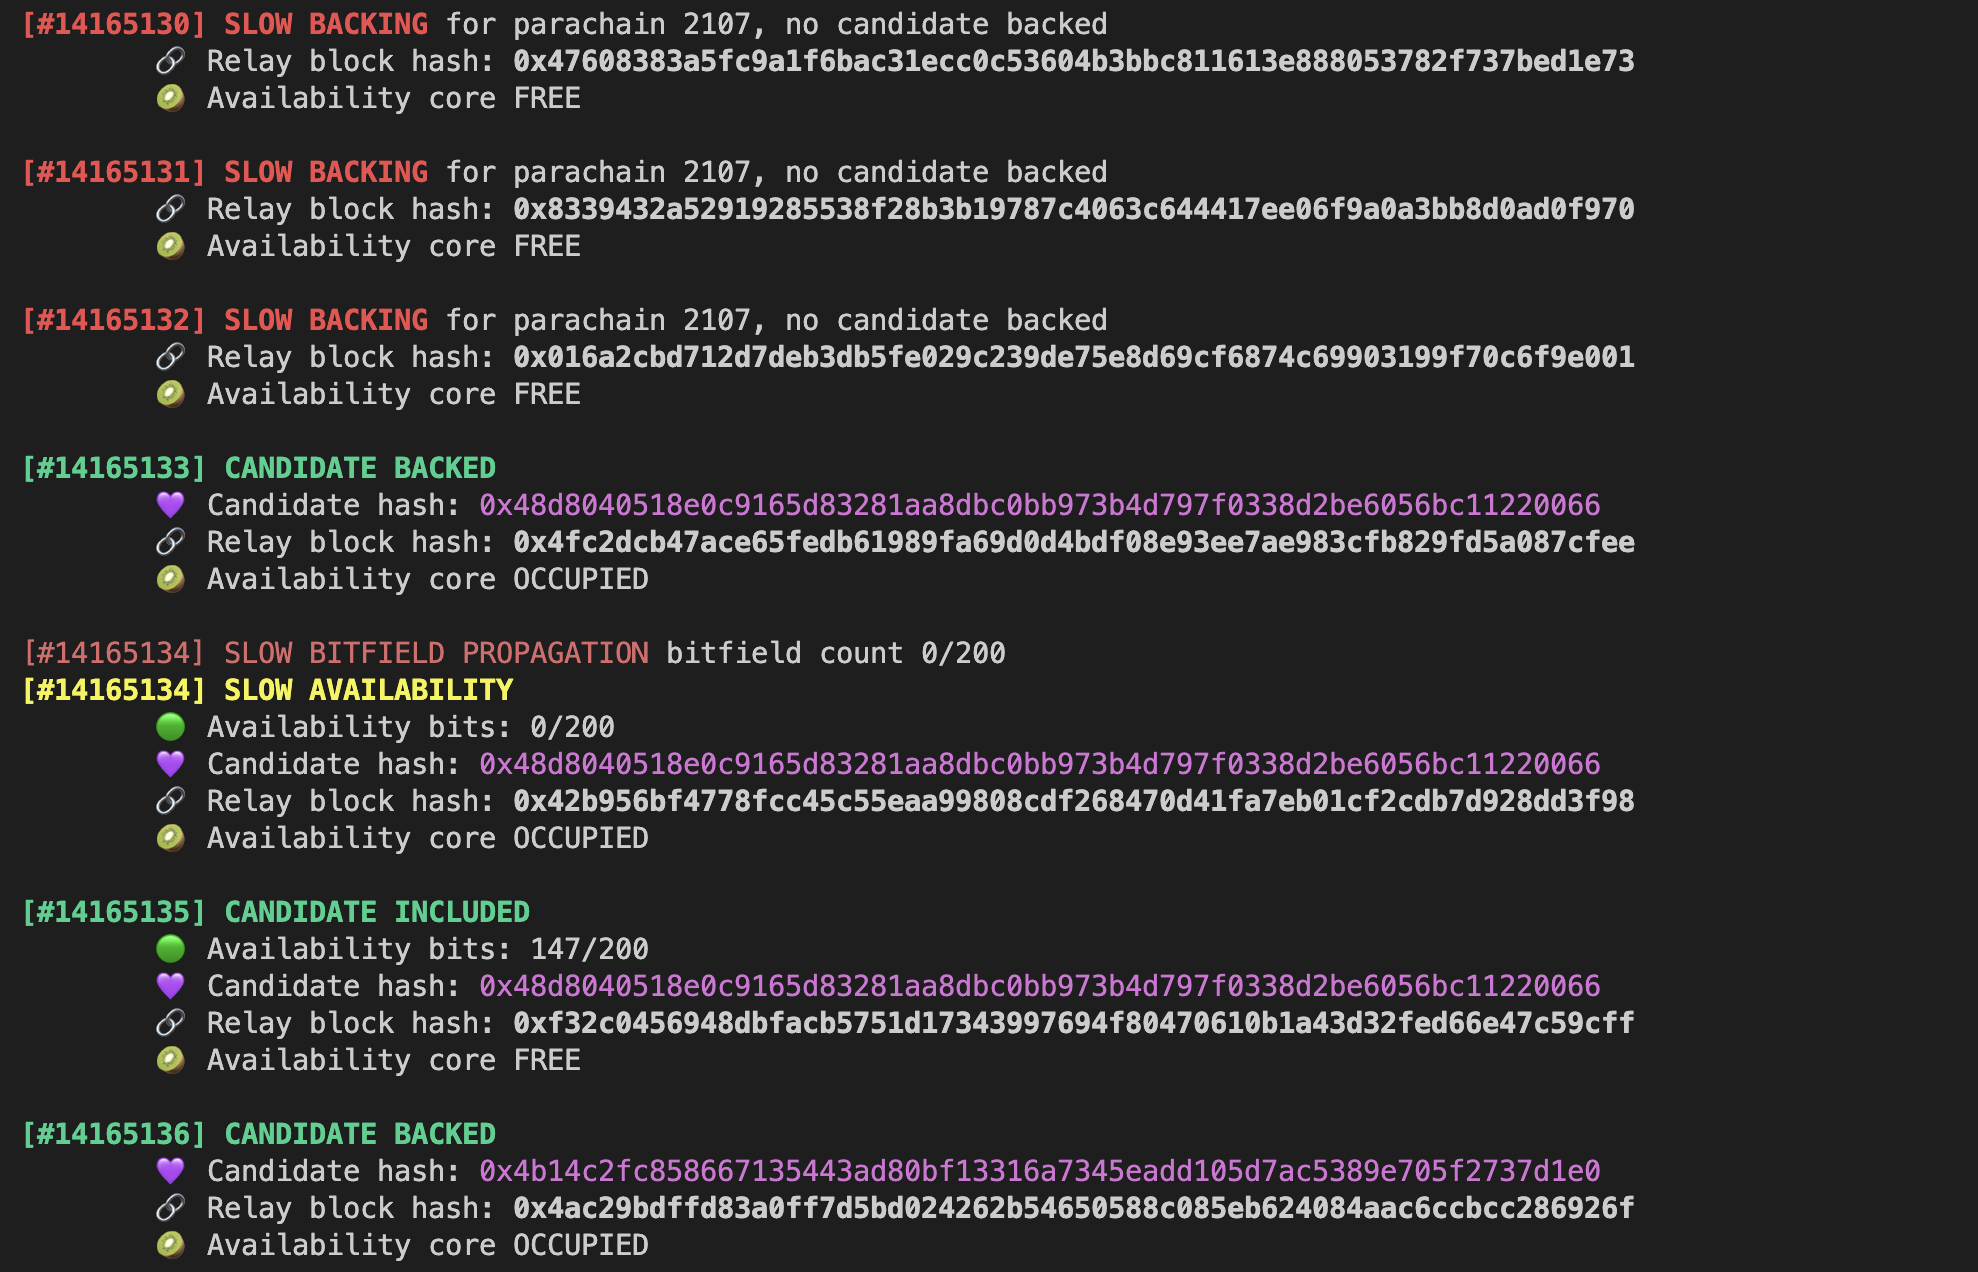 [#14165130] SLOW BACKING for parachain 2107, no candidate backed
🔗 Relay block hash: 0x47608383a5fc9a1f6bac31ecc0c53604b3bbc811613e888053782f737bed1e73
🥝 Availability core FREE
[#14165131] SLOW BACKING for parachain 2107, no candidate backed
🔗 Relay block hash: 0x8339432a52919285538f28b3b19787c4063c644417ee06f9a0a3bb8d0ad0f970
🥝 Availability core FREE
[#14165132] SLOW BACKING for parachain 2107, no candidate backed
🔗 Relay block hash: 0x016a2cbd712d7deb3db5fe029c239de75e8d69cf6874c69903199f70c6f9e001
🥝 Availability core FREE
[#14165133] CANDIDATE BACKED
💜 Candidate hash: 0x48d8040518e0c9165d83281aa8dbc0bb973b4d797f0338d2be6056bc11220066
🔗 Relay block hash: 0x4fc2dcb47ace65fedb61989fa69d0d4bdf08e93ee7ae983cfb829fd5a087cfee
🥝 Availability core OCCUPIED
[#14165134] SLOW BITFIELD PROPAGATION bitfield count 0/200
[#14165134] SLOW AVAILABILITY
🟢 Availability bits: 0/200
💜 Candidate hash: 0x48d8040518e0c9165d83281aa8dbc0bb973b4d797f0338d2be6056bc11220066
🔗 Relay block hash: 0x42b956bf4778fcc45c55eaa99808cdf268470d41fa7eb01cf2cdb7d928dd3f98
🥝 Availability core OCCUPIED
[#14165135] CANDIDATE INCLUDED
🟢 Availability bits: 147/200
💜 Candidate hash: 0x48d8040518e0c9165d83281aa8dbc0bb973b4d797f0338d2be6056bc11220066
🔗 Relay block hash: 0xf32c0456948dbfacb5751d17343997694f80470610b1a43d32fed66e47c59cff
🥝 Availability core FREE
[#14165136] CANDIDATE BACKED
💜 Candidate hash: 0x4b14c2fc858667135443ad80bf13316a7345eadd105d7ac5389e705f2737d1e0
🔗 Relay block hash: 0x4ac29bdffd83a0ff7d5bd024262b54650588c085eb624084aac6ccbcc286926f
🥝 Availability core OCCUPIED